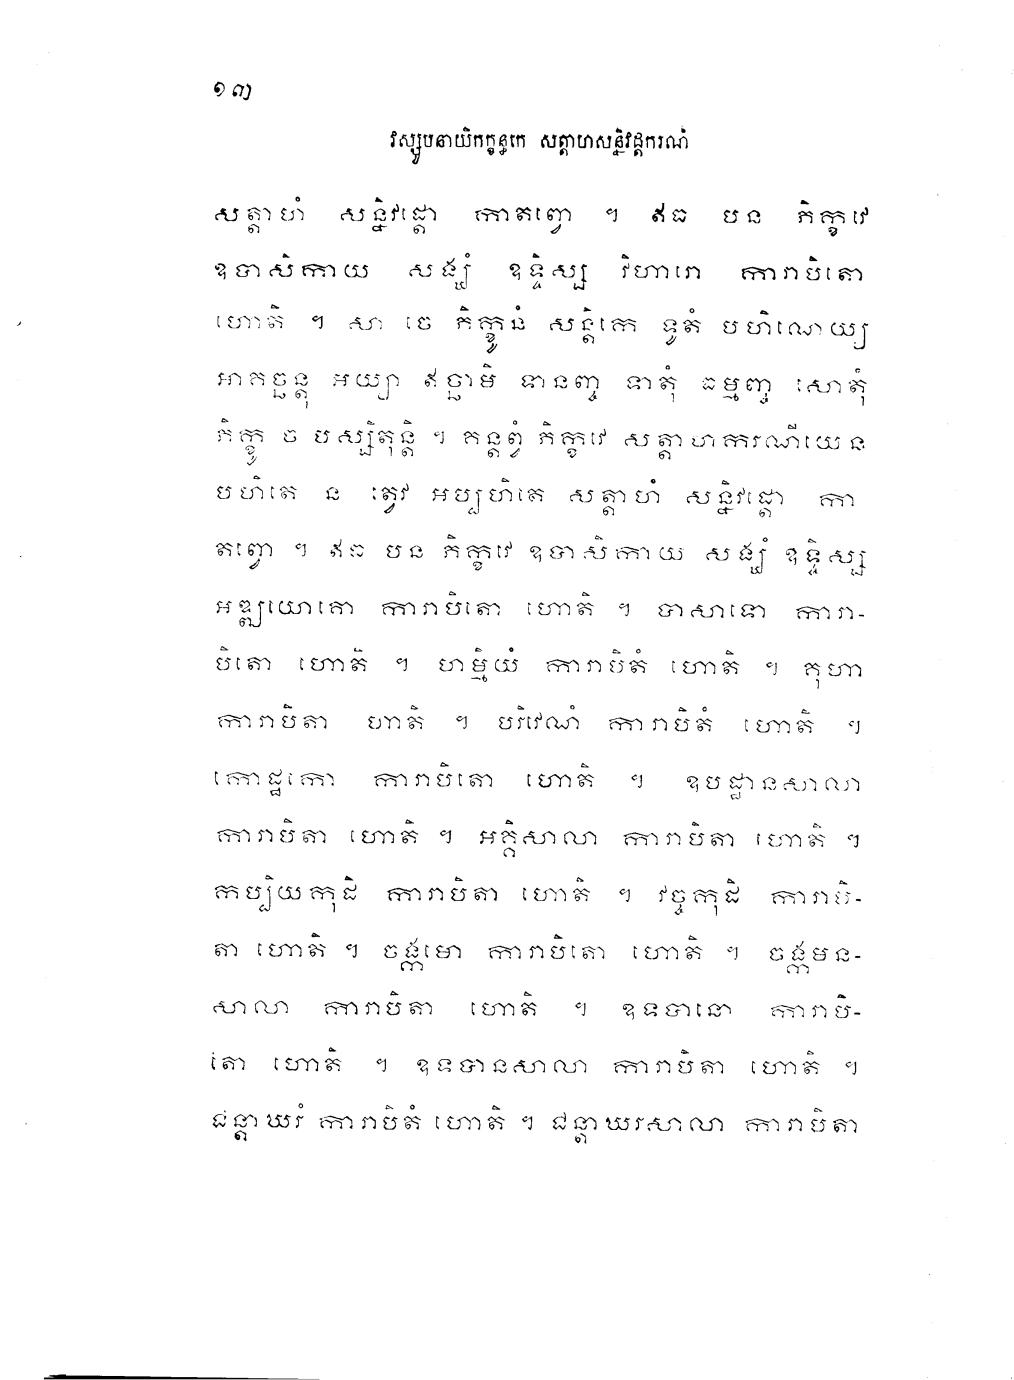 ១៣
វស្សូបនាយិកក្ខន្ធកេ សត្តាហសន្និវដ្តករណំ
សត្តាហំ សន្និវដ្តោ កាតព្វោ ។ ឥធ បន ភិក្ខវេ
ឧបាសិកាយ សង្ឃំ ឧទ្ទិស្ស វិហារោ ការាបិតោ
ហោតិ ។ សា ចេ ភិក្ខូនំ សន្តិកេ ទូតំ បហិណេយ្យ
អាគច្ឆន្តុ អយ្យា ឥច្ឆាមិ ទានញ្ច ទាតុំ ធម្មញ្ច សោតុំ
ភិក្ខូ ច បស្សិតុន្តិ ។ គន្តព្វំ ភិក្ខវេ សត្តាហករណីយេន
បហិតេ ន ត្វេវ អប្បហិតេ សត្តាហំ សន្និវដ្តោ កា
តព្វោ ។ ឥធ បន ភិក្ខវេ ឧបាសិកាយ សង្ឃំ ឧទ្ទិស្ស
អឌ្ឍយោគោ ការាបិតោ ហោតិ ។ បាសាទោ ការា-
បិតោ ហោតិ ។ ហម្មិយំ ការាបិតំ ហោតិ ។ គុហា
ការាបិតា ហោតិ ។ បរិវេណំ ការាបិតំ ហោតិ ។
កោដ្ឋកោ ការាបិតោ ហោតិ ។ ឧបដ្ឋានសាលា
ការាបិតា ហោតិ ។ អគ្គិសាលា ការាបិតា ហោតិ ។
កប្បិយកុដិ ការាបិតា ហោតិ ។ វច្ចកុដិ ការាបិ-
តា ហោតិ ។ ចង្កមោ ការាបិតោ ហោតិ ។ ចង្កមន-
សាលា ការាបិតា ហោតិ ។ ឧទបានោ ការាបិ-
តោ ហោតិ ។ ឧទបានសាលា ការាបិតា ហោតិ ។
ជន្តាឃរំ ការាបិតំ ហោតិ ។ ជន្តាឃរសាលា ការាបិតា